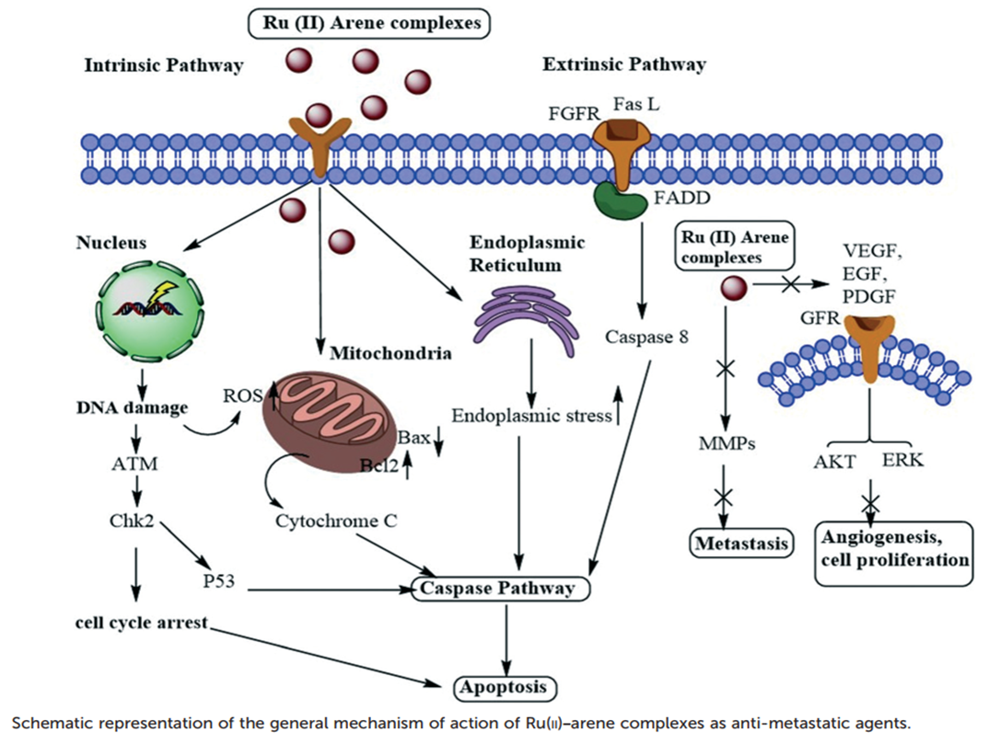 Ru (II) Arene complexes
Intrinsic Pathway
Extrinsic Pathway
FGFR
Fas L
FADD
Nucleus
Endoplasmic
Reticulum
Ru (II) Arene
complexes
VEGF,
EGF,
PDGF
GFR
Caspase 8
Mitochondria
DNA damage
ROS
Endoplasmic stress
Bax
Bcl2
MMPs
AKT
ERK
ATM
Chk2
Cytochrome C
Metastasis
Angiogenesis,
cell proliferation
P53
Caspase Pathway
cell cycle arrest
Apoptosis
Schematic representation of the general mechanism of action of Ru(II)–arene complexes as anti-metastatic agents.